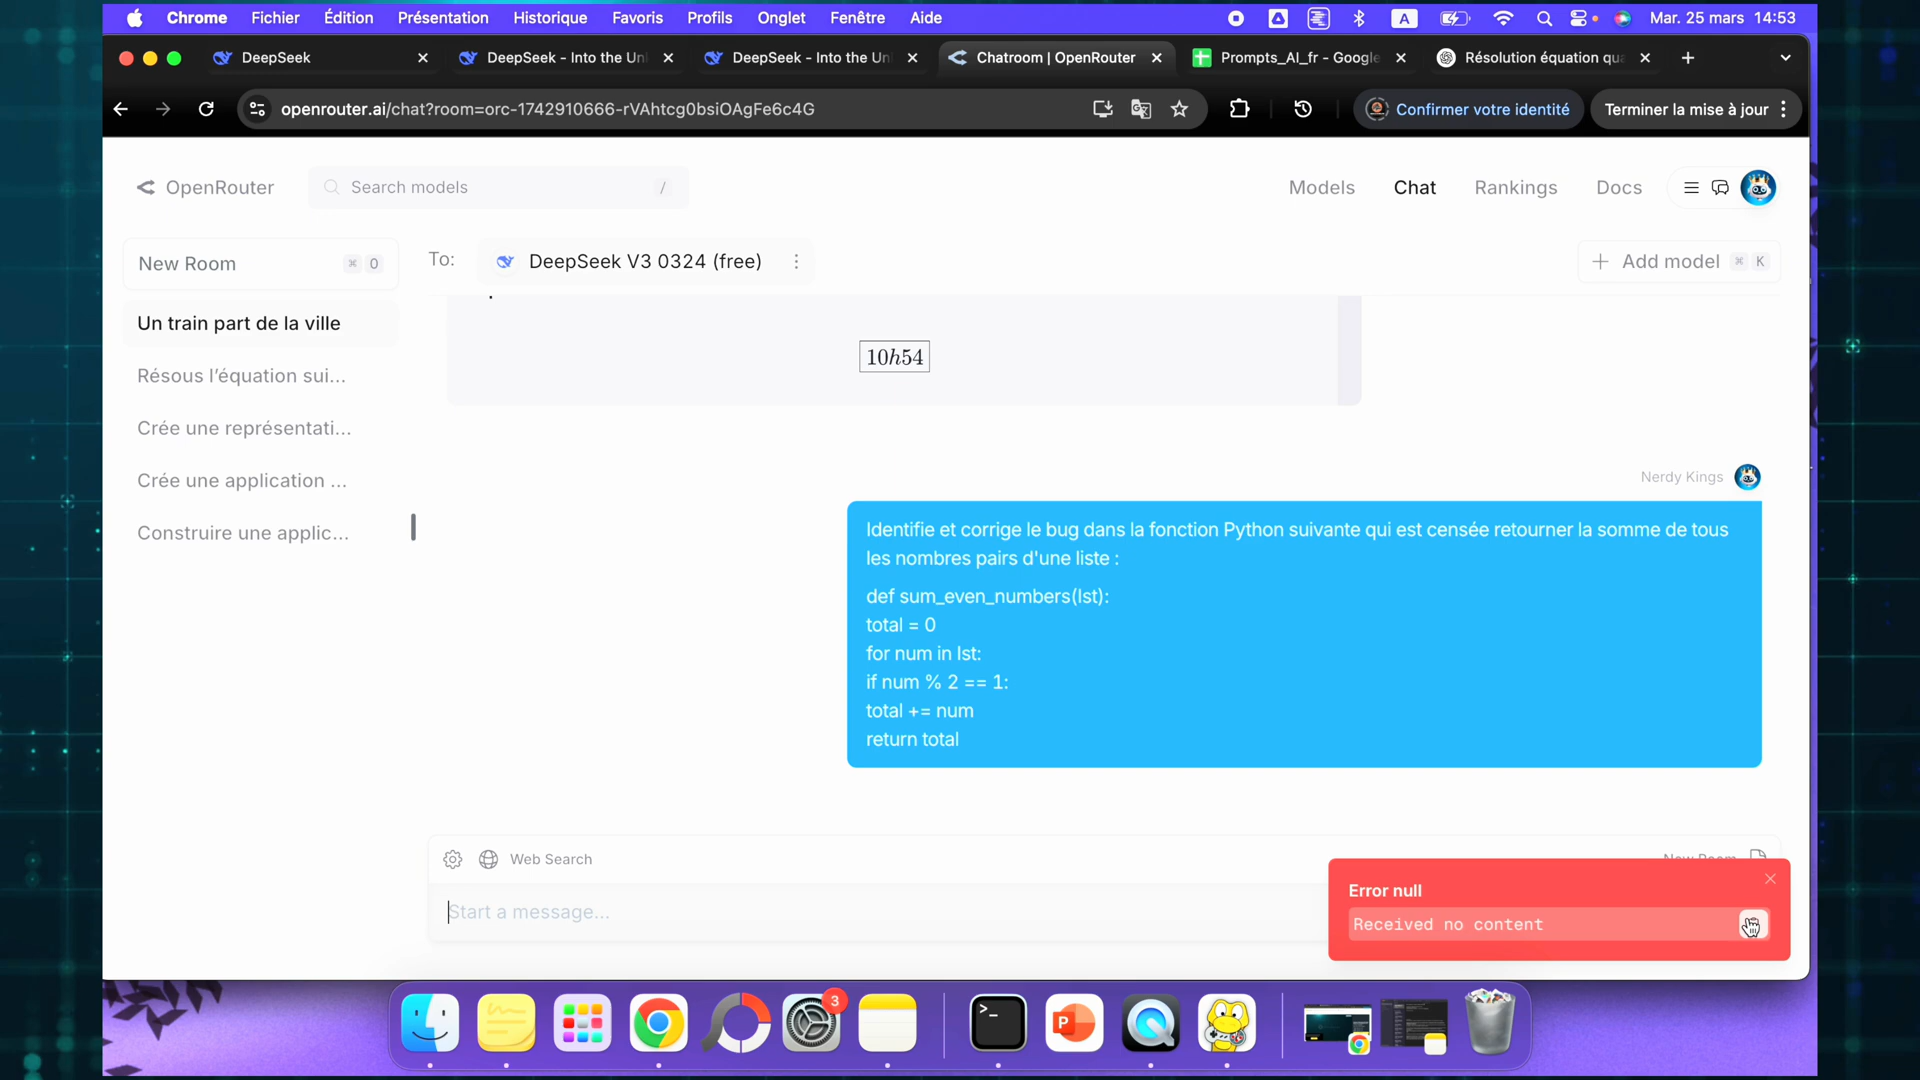 Chrome Fichier Édition Présentation Historique Favoris Profils Onglet Fenêtre Aide A Mar. 25 mars 14:53
DeepSeek DeepSeek - Into the Un DeepSeek - Into the Un Chatroom | OpenRouter Prompts_AI_fr - Google Résolution équation qua
openrouter.ai/chat?room=orc-1742910666-rVAhtcg0bsiOAgFe6c4G Confirmer votre identité Terminer la mise à jour
OpenRouter Search models / Models Chat Rankings Docs
New Room ⌘ 0 To: DeepSeek V3 0324 (free) + Add model ⌘ K
Un train part de la ville
10h54
Résous l'équation sui...
Crée une représentati...
Crée une application ...
Construire une applic...
Nerdy Kings
Identifie et corrige le bug dans la fonction Python suivante qui est censée retourner la somme de tous
les nombres pairs d'une liste :
def sum_even_numbers(lst):
total = 0
for num in lst:
if num % 2 == 1:
total += num
return total
Web Search New Room
Start a message...
Error null
Received no content
3
P